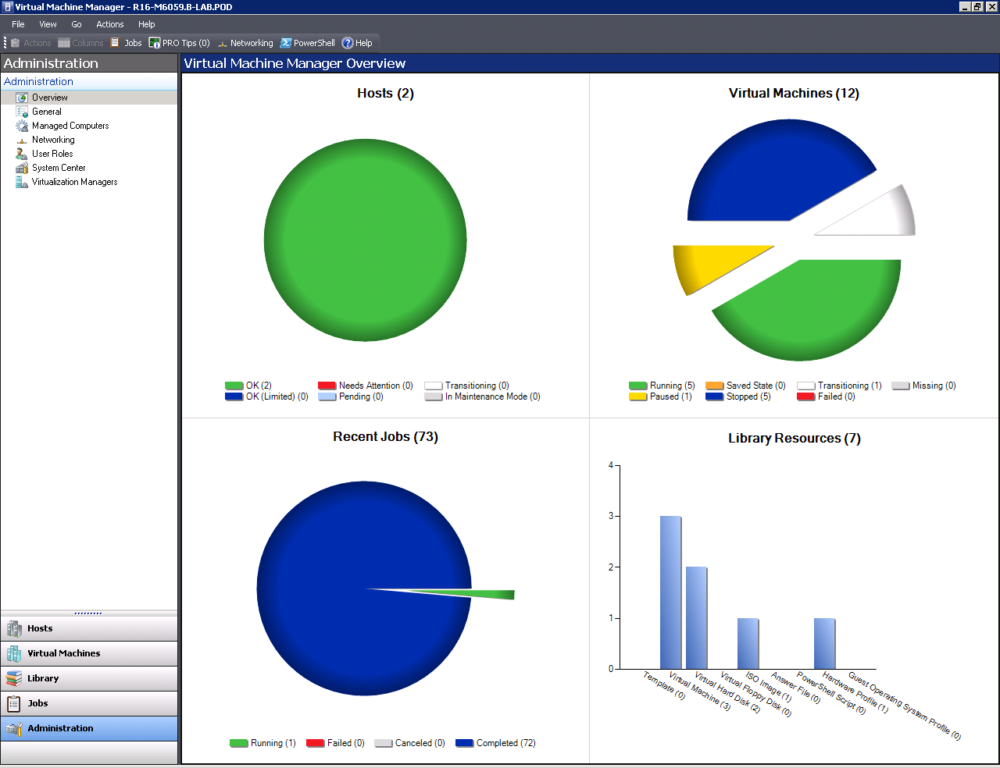 Virtual Machine Manager - R16-M6059.B-LAB.POD
File View Go Actions Help
Actions Columns Jobs PRO Tips (0) Networking PowerShell Help
Administration
Virtual Machine Manager Overview
Administration
Overview
General
Managed Computers
Networking
User Roles
System Center
Virtualization Managers
Hosts
Virtual Machines
Library
Jobs
Administration
Hosts (2)
OK (2) Needs Attention (0) Transitioning (0)
OK (Limited) (0) Pending (0) In Maintenance Mode (0)
Virtual Machines (12)
Running (5) Saved State (0) Transitioning (1) Missing (0)
Paused (1) Stopped (5) Failed (0)
Recent Jobs (73)
Running (1) Failed (0) Canceled (0) Completed (72)
Library Resources (7)
4
3
2
1
0
Template (0)
Virtual Machine (3)
Virtual Hard Disk (2)
Virtual Floppy Disk (0)
ISO Image (1)
Answer File (0)
PowerShell Script (0)
Hardware Profile (1)
Guest Operating System Profile (0)